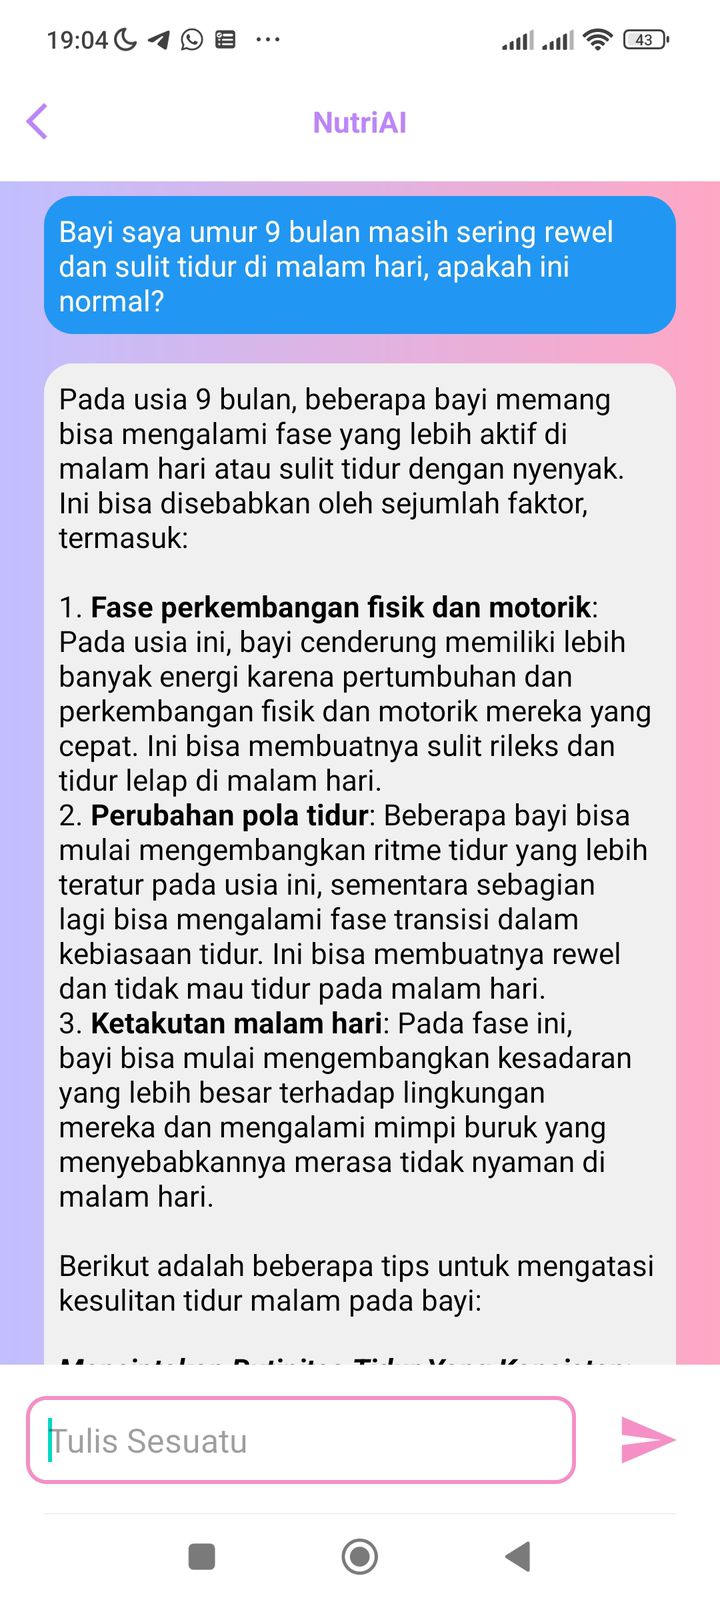 19:04
43
NutriAI
Bayi saya umur 9 bulan masih sering rewel
dan sulit tidur di malam hari, apakah ini
normal?
Pada usia 9 bulan, beberapa bayi memang
bisa mengalami fase yang lebih aktif di
malam hari atau sulit tidur dengan nyenyak.
Ini bisa disebabkan oleh sejumlah faktor,
termasuk:
1. Fase perkembangan fisik dan motorik:
Pada usia ini, bayi cenderung memiliki lebih
banyak energi karena pertumbuhan dan
perkembangan fisik dan motorik mereka yang
cepat. Ini bisa membuatnya sulit rileks dan
tidur lelap di malam hari.
2. Perubahan pola tidur: Beberapa bayi bisa
mulai mengembangkan ritme tidur yang lebih
teratur pada usia ini, sementara sebagian
lagi bisa mengalami fase transisi dalam
kebiasaan tidur. Ini bisa membuatnya rewel
dan tidak mau tidur pada malam hari.
3. Ketakutan malam hari: Pada fase ini,
bayi bisa mulai mengembangkan kesadaran
yang lebih besar terhadap lingkungan
mereka dan mengalami mimpi buruk yang
menyebabkannya merasa tidak nyaman di
malam hari.
Berikut adalah beberapa tips untuk mengatasi
kesulitan tidur malam pada bayi:
Tulis Sesuatu